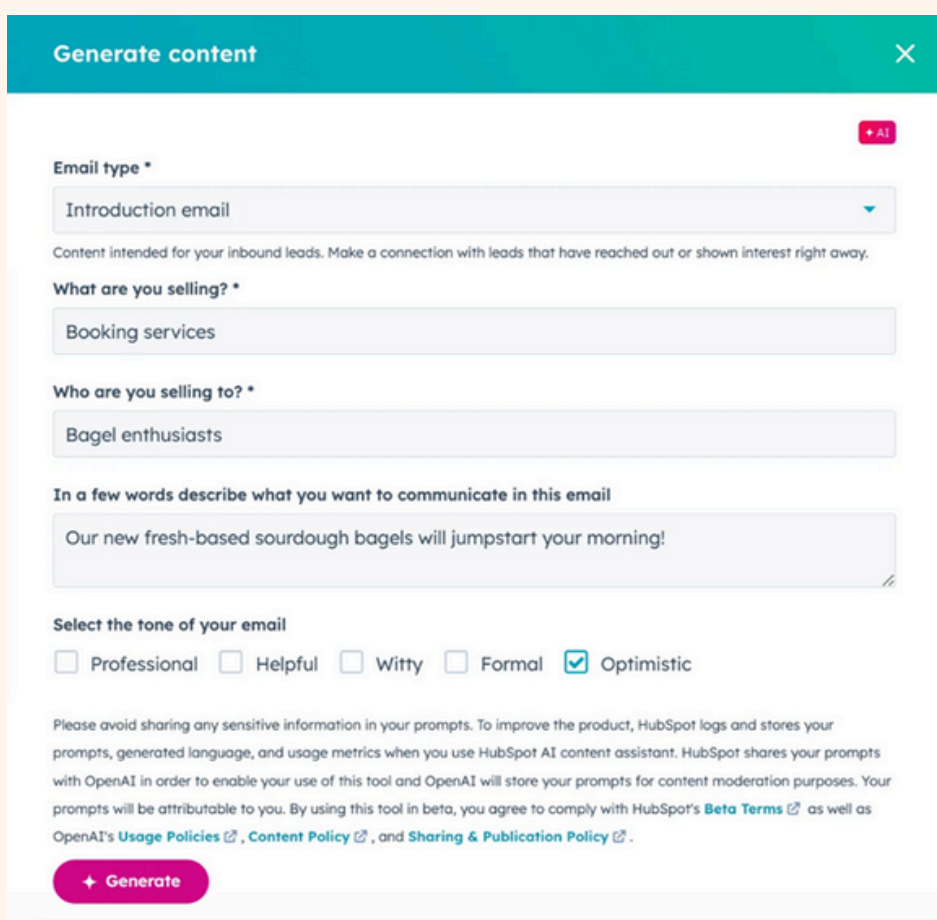 Generate content
AI
Email type *
Introduction email
Content intended for your inbound leads. Make a connection with leads that have reached out or shown interest right away.
What are you selling? *
Booking services
Who are you selling to? *
Bagel enthusiasts
In a few words describe what you want to communicate in this email
Our new fresh-based sourdough bagels will jumpstart your morning!
Select the tone of your email
Professional Helpful Witty Formal Optimistic
Please avoid sharing any sensitive information in your prompts. To improve the product, HubSpot logs and stores your
prompts, generated language, and usage metrics when you use HubSpot AI content assistant. HubSpot shares your prompts
with OpenAI in order to enable your use of this tool and OpenAI will store your prompts for content moderation purposes. Your
prompts will be attributable to you. By using this tool in beta, you agree to comply with HubSpot's Beta Terms as well as
OpenAI's Usage Policies, Content Policy, and Sharing & Publication Policy.
Generate